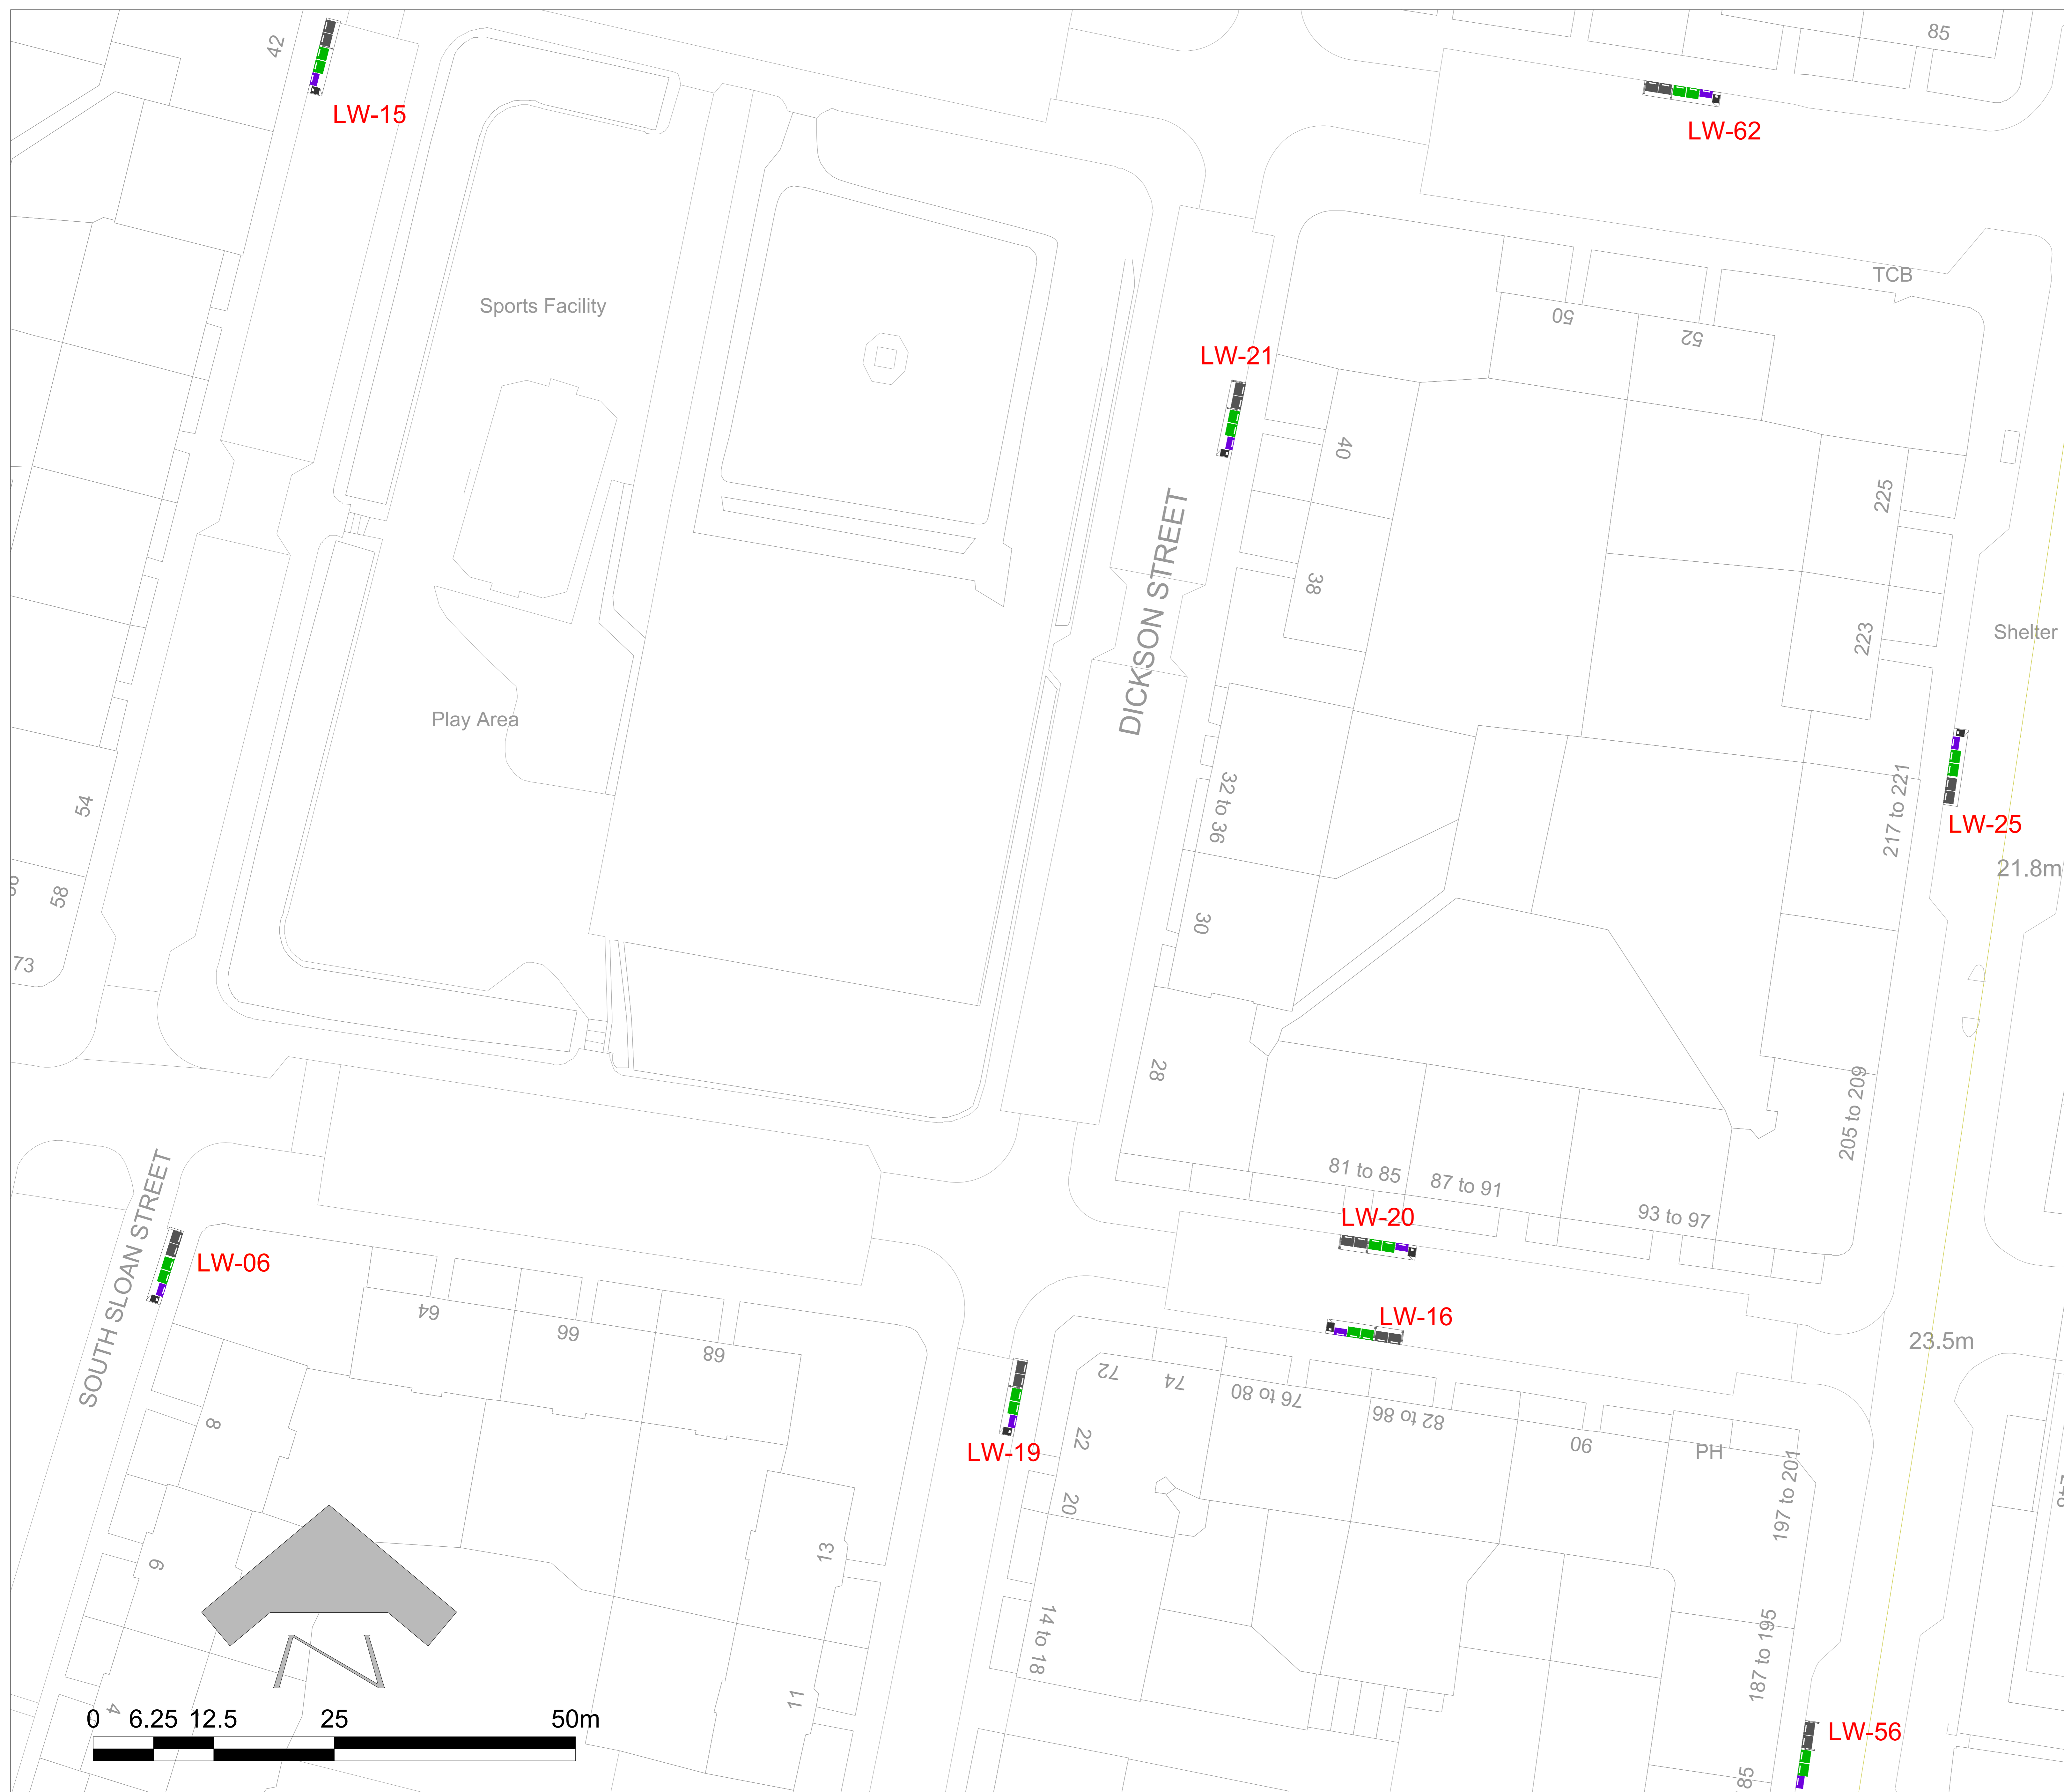 42
LW-15
85
LW-62
TCB
Sports Facility
50
52
LW-21
40
225
DICKSON STREET
38
223
Shelter
Play Area
LW-25
217 to 221
32 to 36
54
21.8m
58
30
73
28
205 to 209
81 to 85
87 to 91
93 to 97
LW-20
SOUTH SLOAN STREET
LW-06
64
66
68
LW-16
23.5m
72
74
76 to 80
82 to 86
90
PH
197 to 201
8
LW-19
22
20
6
13
14 to 18
187 to 195
11
4
N
0 6.25 12.5 25 50m
LW-56
85